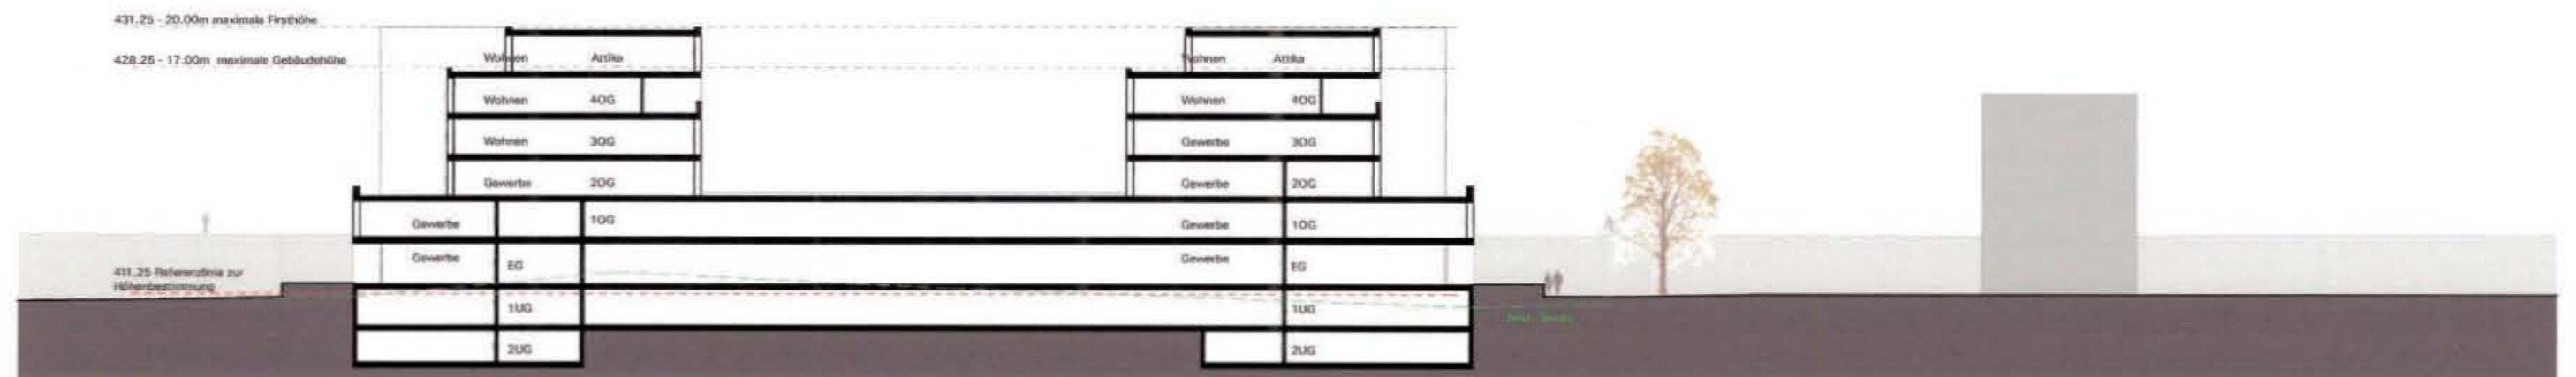 431.25 - 20.00m maximale Firsthöhe
428.25 - 17.00m maximale Gebäudehöhe
Wohnen Attika
Wohnen Attika
Wohnen 4OG
Wohnen 4OG
Wohnen 3OG
Gewerbe 3OG
Gewerbe 2OG
Gewerbe 2OG
Gewerbe 1OG
Gewerbe 1OG
Gewerbe EG
Gewerbe EG
411.25 Referenzlinie zur
Höhenbestimmung
1UG
1UG
2UG
2UG